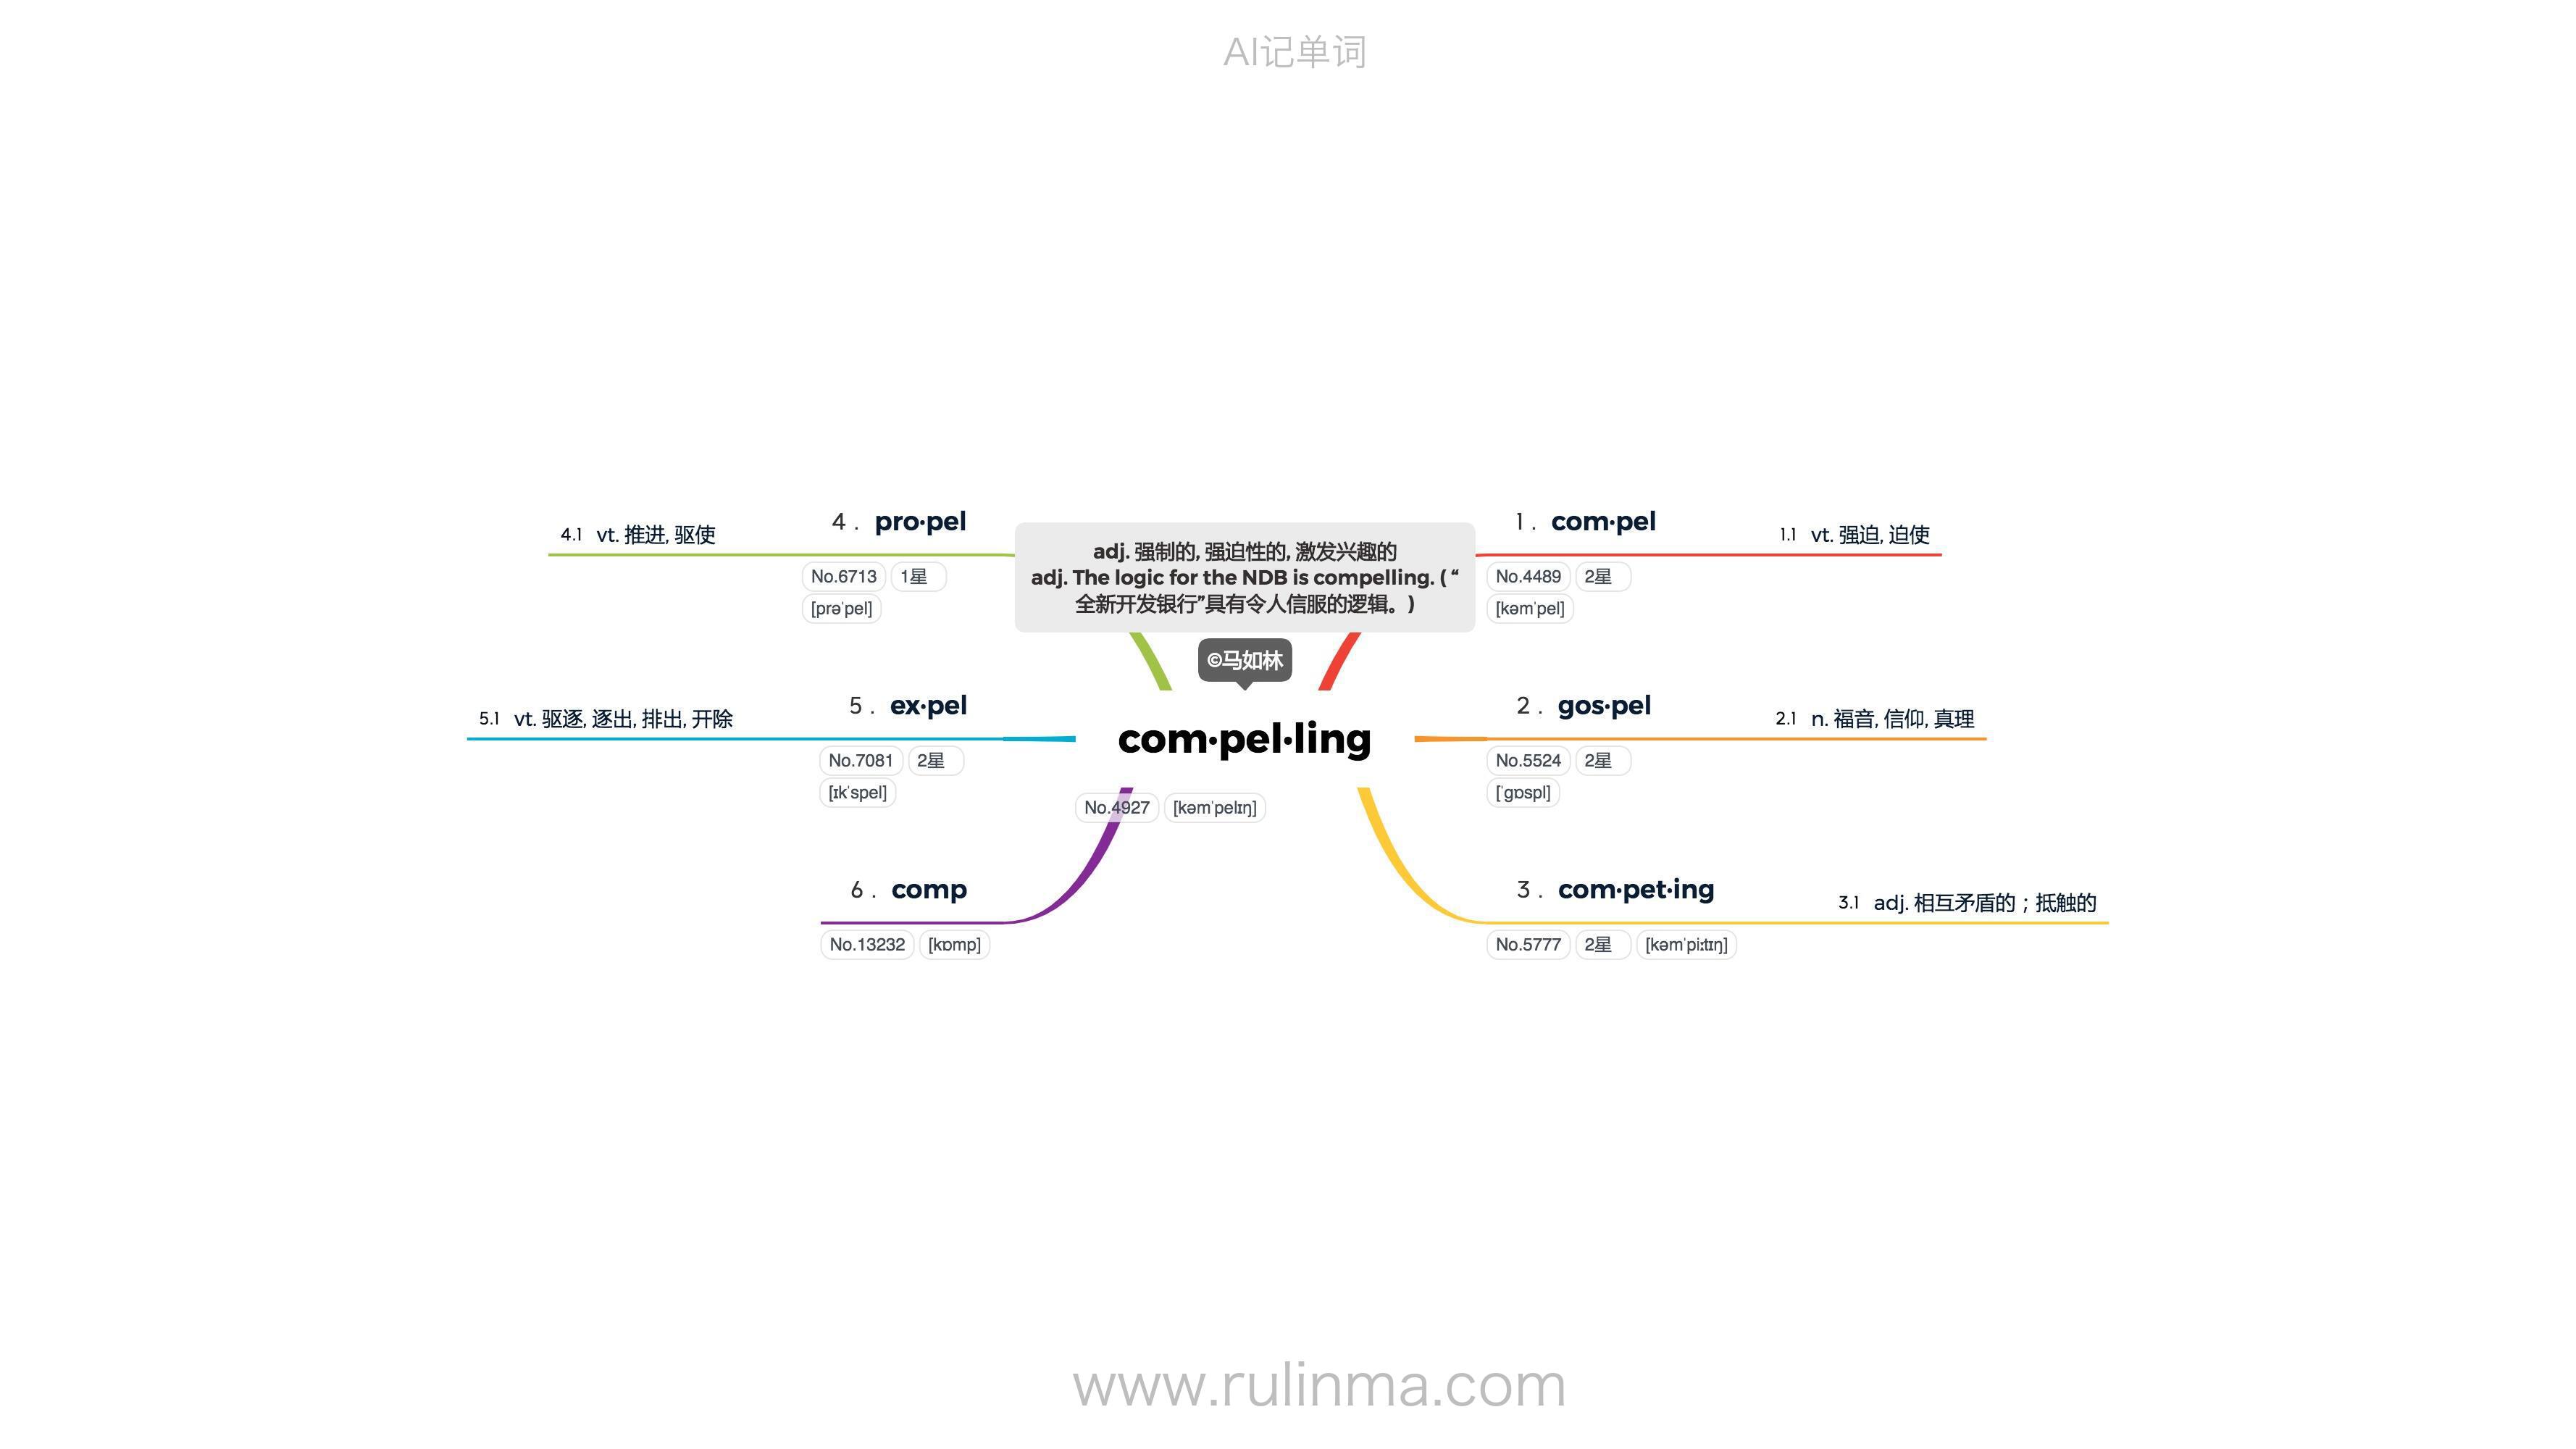 AI记单词
adj. 强制的, 强迫性的, 激发兴趣的
adj. The logic for the NDB is compelling. ( “
全新开发银行”具有令人信服的逻辑。)
©马如林
com·pel·ling
No.4927 [kəmˈpelɪŋ]
1 . com·pel
1.1 vt. 强迫, 迫使
No.4489 2星
[kəmˈpel]
2 . gos·pel
2.1 n. 福音, 信仰, 真理
No.5524 2星
[ˈɡɒspl]
3 . com·pet·ing
3.1 adj. 相互矛盾的；抵触的
No.5777 2星 [kəmˈpiːtɪŋ]
4 . pro·pel
4.1 vt. 推进, 驱使
No.6713 1星
[prəˈpel]
5 . ex·pel
5.1 vt. 驱逐, 逐出, 排出, 开除
No.7081 2星
[ɪkˈspel]
6 . comp
No.13232 [kɒmp]
www.rulinma.com